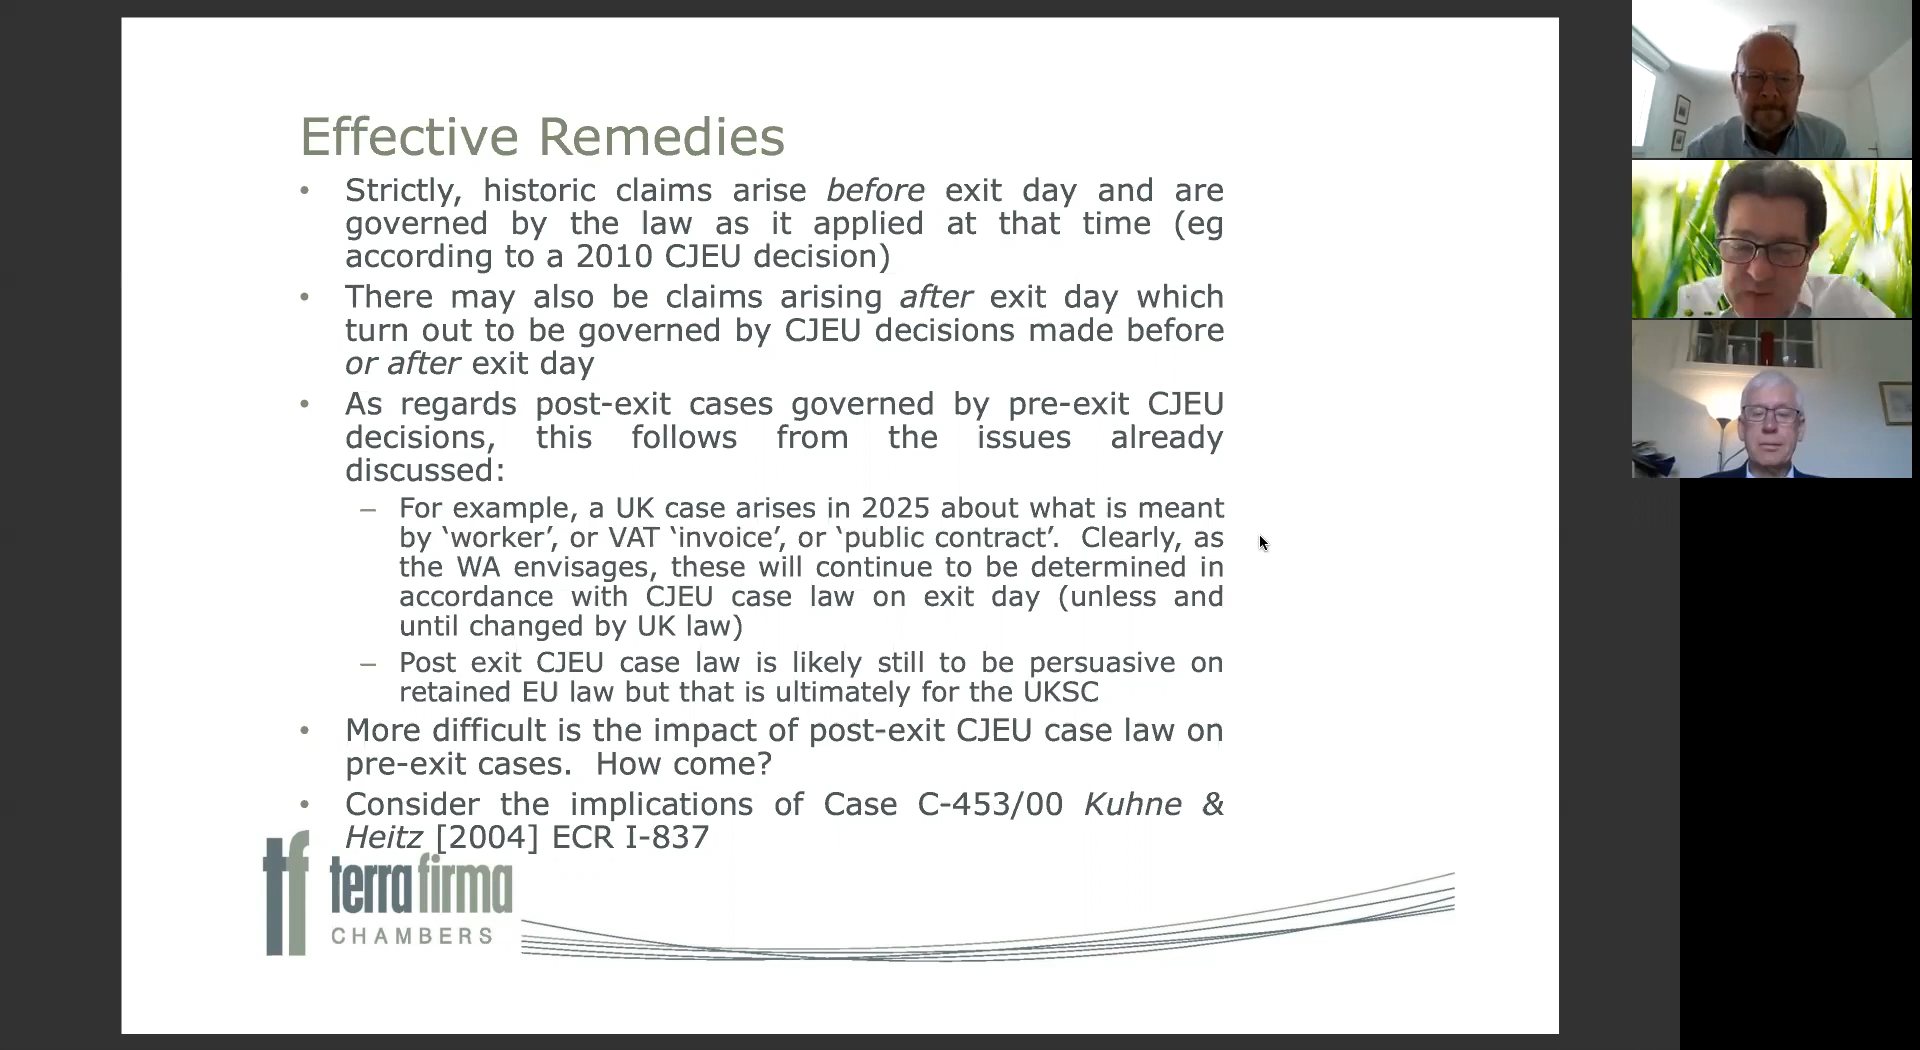 Effective Remedies
• Strictly, historic claims arise before exit day and are
governed by the law as it applied at that time (eg
according to a 2010 CJEU decision)
• There may also be claims arising after exit day which
turn out to be governed by CJEU decisions made before
or after exit day
• As regards post-exit cases governed by pre-exit CJEU
decisions, this follows from the issues already
discussed:
– For example, a UK case arises in 2025 about what is meant
by ‘worker’, or VAT ‘invoice’, or ‘public contract’. Clearly, as
the WA envisages, these will continue to be determined in
accordance with CJEU case law on exit day (unless and
until changed by UK law)
– Post exit CJEU case law is likely still to be persuasive on
retained EU law but that is ultimately for the UKSC
• More difficult is the impact of post-exit CJEU case law on
pre-exit cases. How come?
• Consider the implications of Case C-453/00 Kuhne &
Heitz [2004] ECR I-837
tf terra firma
CHAMBERS